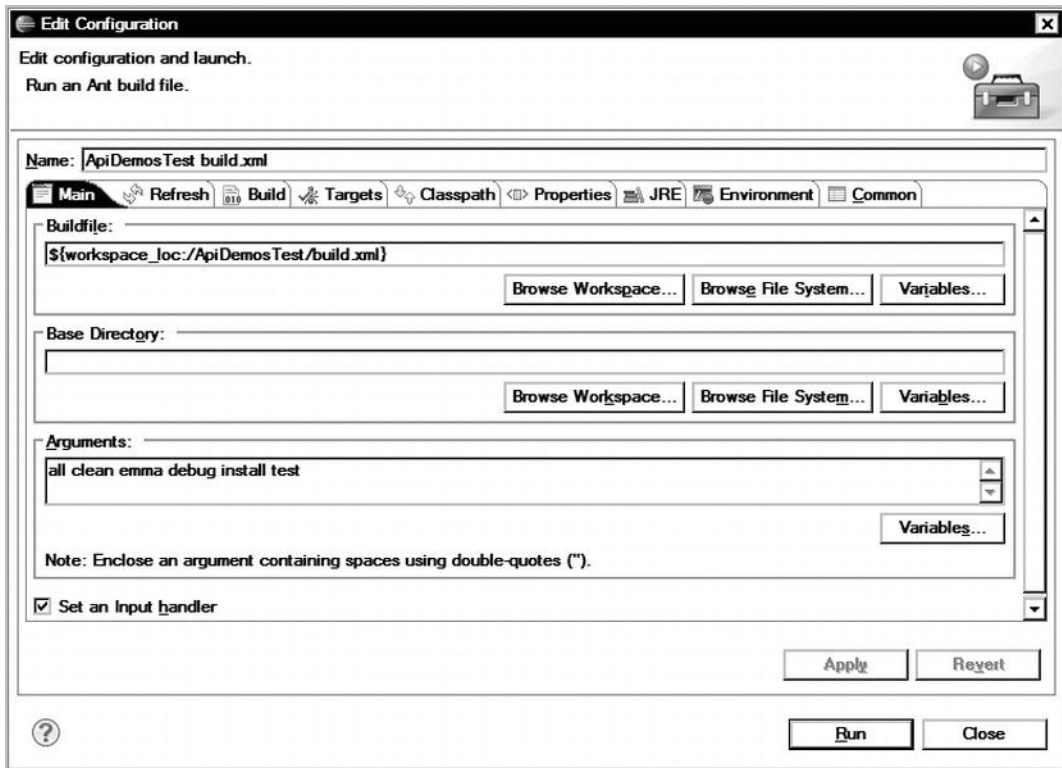 Edit Configuration
Edit configuration and launch.
Run an Ant build file.
Name: ApiDemosTest build.xml
Main Refresh Build Targets Classpath Properties JRE Environment Common
Buildfile:
${workspace_loc:/ApiDemosTest/build.xml}
Browse Workspace... Browse File System... Variables...
Base Directory:
Browse Workspace... Browse File System... Variables...
Arguments:
all clean emma debug install test
Variables...
Note: Enclose an argument containing spaces using double-quotes (").
Set an Input handler
Apply Revert
Run Close